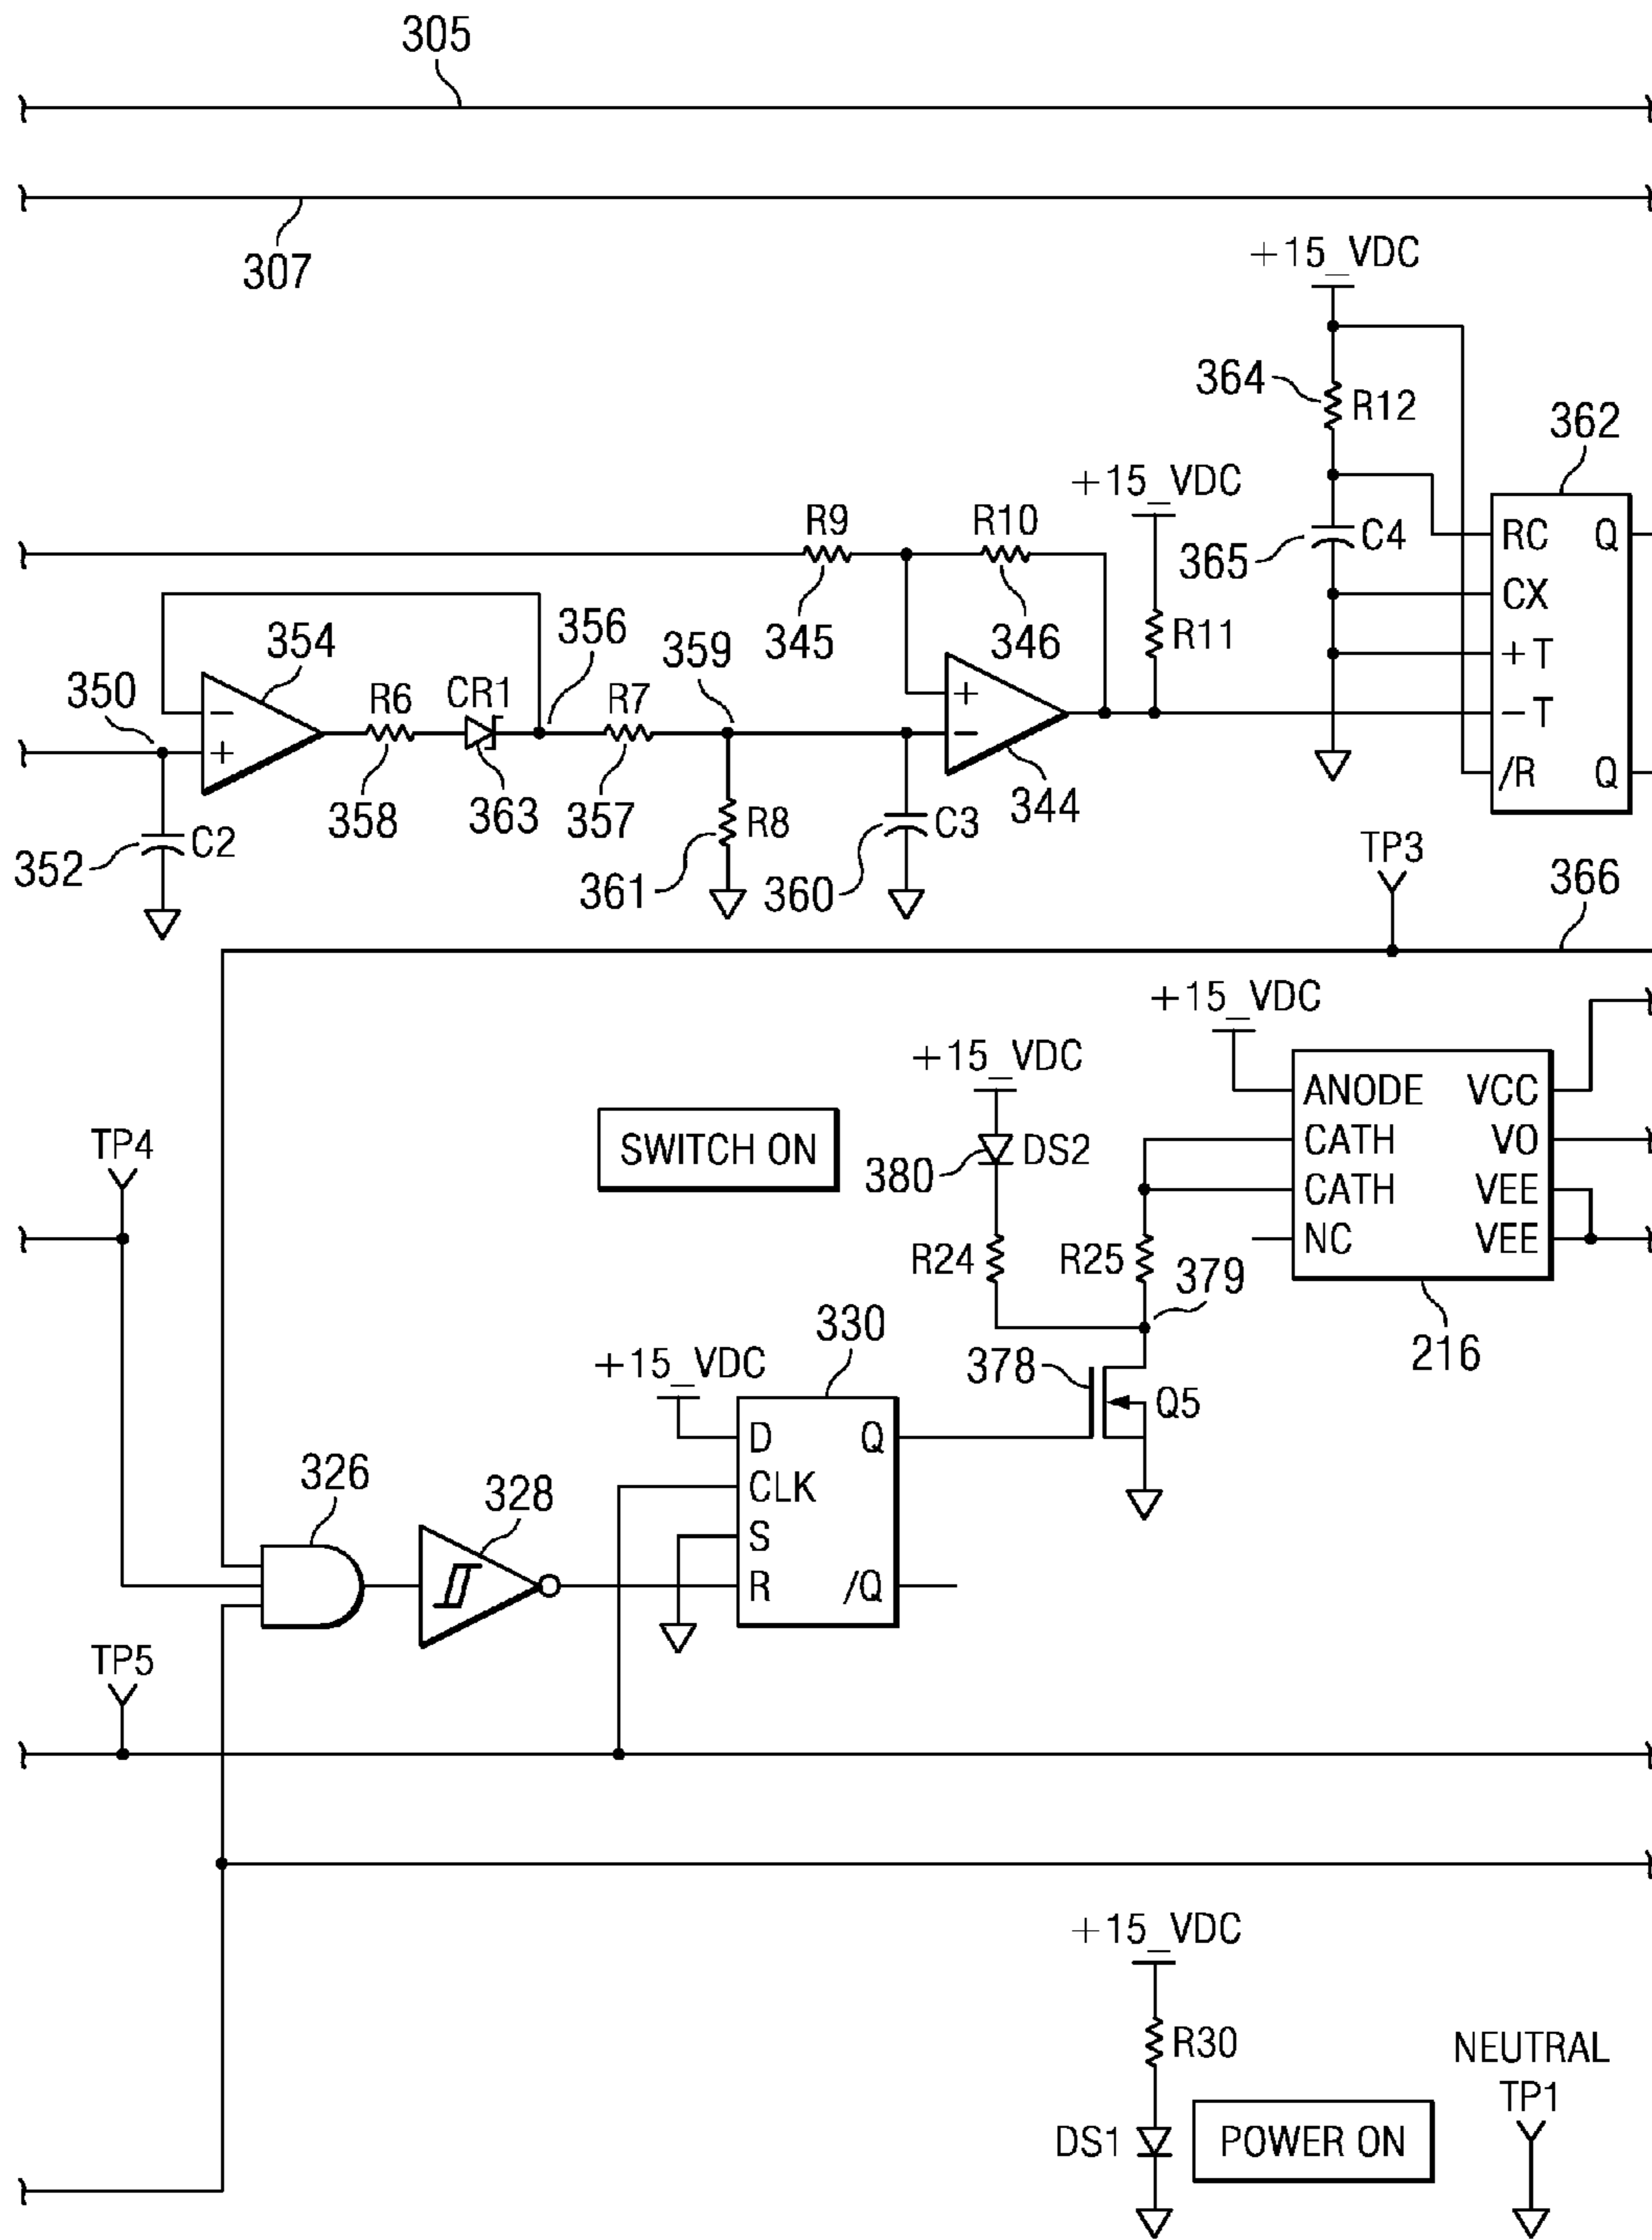 305
307
+15_VDC
364
R12
362
+15_VDC
R9
R10
C4
365
RC
Q
CX
+T
-T
/R
Q
345
346
R11
354
356
359
350
R6
CR1
R7
-
+
+
-
358
363
357
R8
C3
344
C2
352
361
360
TP3
366
+15_VDC
+15_VDC
ANODE
VCC
CATH
VO
CATH
VEE
NC
VEE
TP4
SWITCH ON
380
DS2
R24
R25
379
216
330
+15_VDC
378
Q5
D
Q
CLK
S
R
/Q
326
328
TP5
+15_VDC
R30
NEUTRAL
TP1
DS1
POWER ON